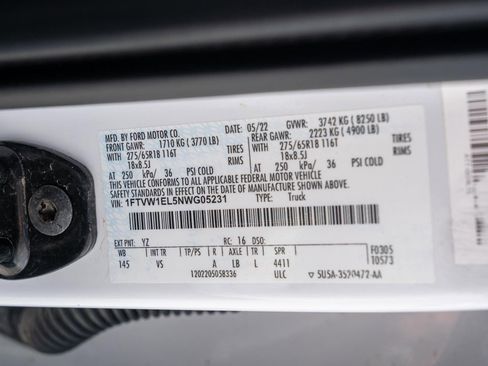 MFD. BY FORD MOTOR CO.
DATE: 05/22 GVWR: 3742 KG ( 8250 LB)
FRONT GAWR: 1710 KG ( 3770 LB) REAR GAWR: 2223 KG ( 4900 LB)
WITH 275/65R18 116T TIRES WITH 275/65R18 116T TIRES
18x8.5J RIMS 18x8.5J RIMS
AT 250 kPa/ 36 PSI COLD AT 250 kPa/ 36 PSI COLD
THIS VEHICLE CONFORMS TO ALL APPLICABLE FEDERAL MOTOR VEHICLE
SAFETY STANDARDS IN EFFECT ON THE DATE OF MANUFACTURE SHOWN ABOVE.
VIN: 1FTVW1EL5NWG05231 TYPE: Truck
EXT PNT: YZ RC: 16 DSO: F0305
WB INT TR TP/PS R AXLE TR SPR 10573
145 VS A LB L 4411
1202205058336 ULC 5U5A-3520472-AA